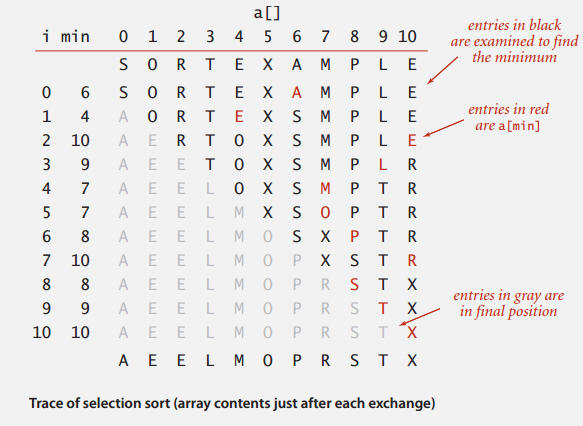 a[]
i min 0 1 2 3 4 5 6 7 8 9 10
S O R T E X A M P L E
0 6 S O R T E X A M P L E
1 4 A O R T E X S M P L E
2 10 A E R T O X S M P L E
3 9 A E E T O X S M P L R
4 7 A E E L O X S M P T R
5 7 A E E L M X S O P T R
6 8 A E E L M O S X P T R
7 10 A E E L M O P X S T R
8 8 A E E L M O P R S T X
9 9 A E E L M O P R S T X
10 10 A E E L M O P R S T X
A E E L M O P R S T X
entries in black
are examined to find
the minimum
entries in red
are a[min]
entries in gray are
in final position
Trace of selection sort (array contents just after each exchange)